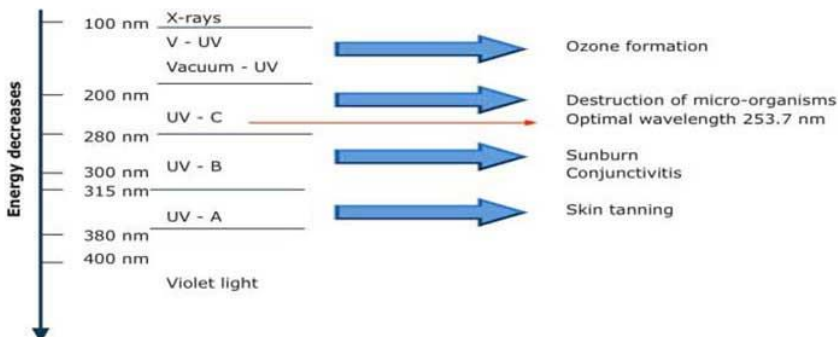 Energy decreases
100 nm
200 nm
280 nm
300 nm
315 nm
380 nm
400 nm
X-rays
V - UV
Vacuum - UV
UV - C
UV - B
UV - A
Violet light
Ozone formation
Destruction of micro-organisms
Optimal wavelength 253.7 nm
Sunburn
Conjunctivitis
Skin tanning